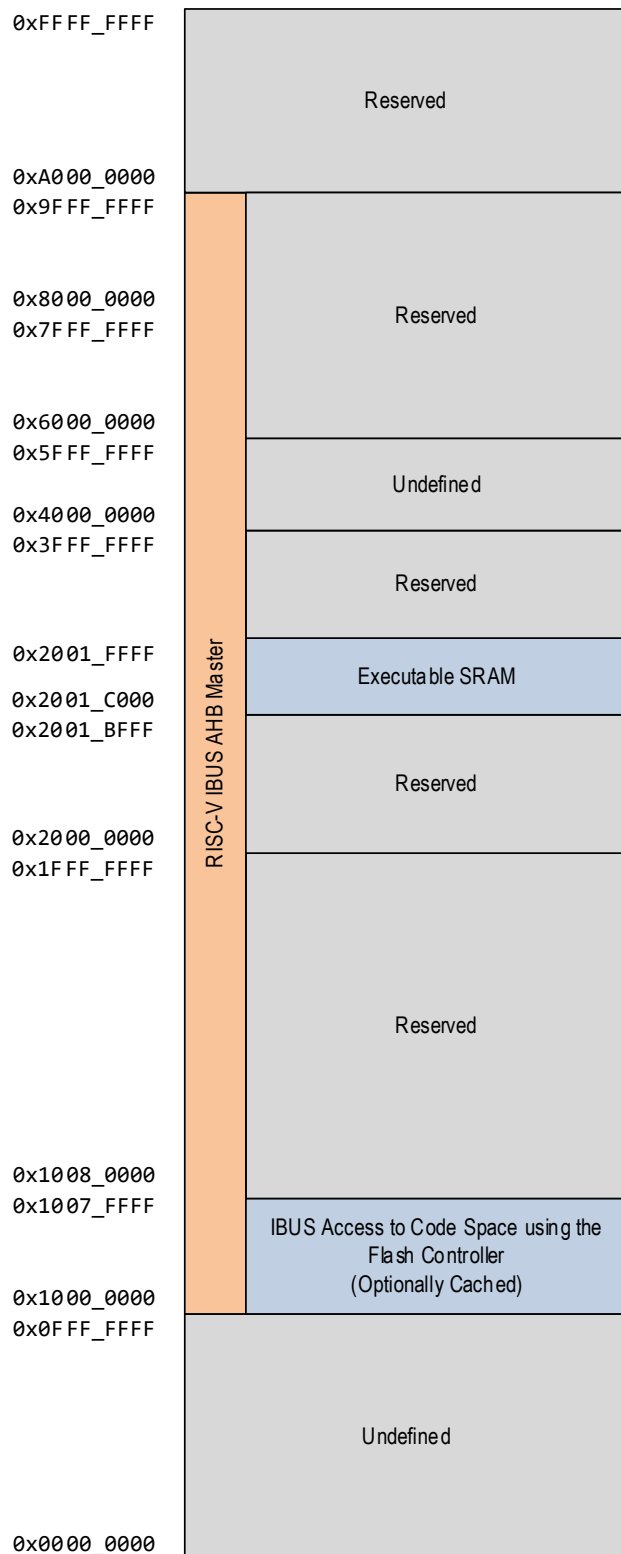 0xFFFF_FFFF
Reserved
0xA000_0000
0x9FFF_FFFF
0x8000_0000
Reserved
0x7FFF_FFFF
0x6000_0000
0x5FFF_FFFF
Undefined
0x4000_0000
0x3FFF_FFFF
Reserved
0x2001_FFFF
Executable SRAM
0x2001_C000
0x2001_BFFF
RISC-V IBUS AHB Master
Reserved
0x2000_0000
0x1FFF_FFFF
Reserved
0x1008_0000
0x1007_FFFF
IBUS Access to Code Space using the
Flash Controller
(Optionally Cached)
0x1000_0000
0x0FFF_FFFF
Undefined
0x0000_0000